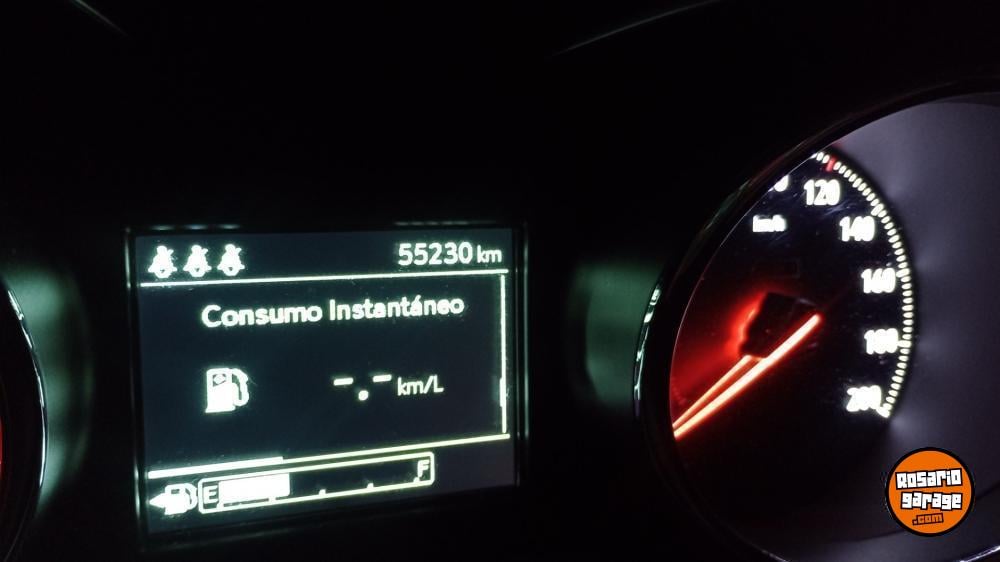 55230 km
Consumo Instantáneo
-.- km/L
E F
120
km/h
140
160
180
200
Rosario
garage
.com